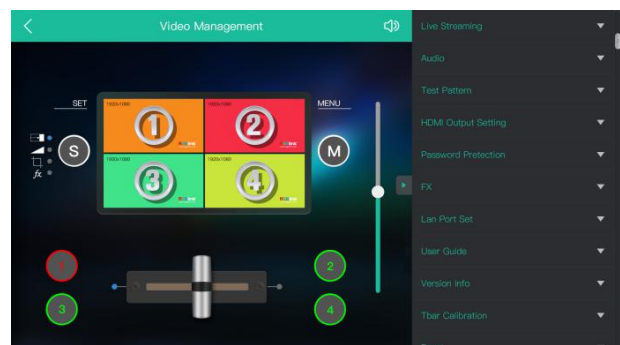 Video Management
SET
MENU
1920x1080
1920x1080
1
2
1920x1080
1920x1080
3
4
S
M
fx
1
2
3
4
Live Streaming
Audio
Test Pattern
HDMI Output Setting
Password Pretection
FX
Lan Port Set
User Guide
Version Info
Tbar Calibration